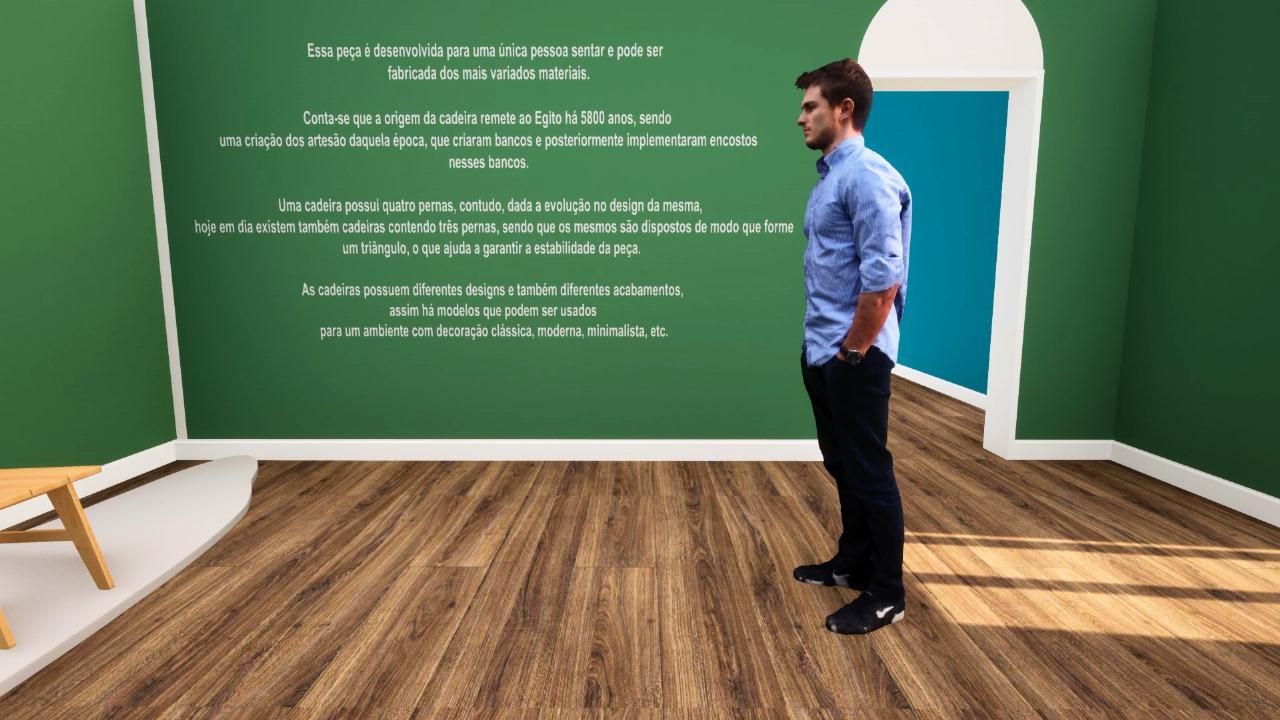 Essa peça é desenvolvida para uma única pessoa sentar e pode ser
fabricada dos mais variados materiais.
Conta-se que a origem da cadeira remete ao Egito há 5800 anos, sendo
uma criação dos artesão daquela época, que criaram bancos e posteriormente implementaram encostos
nesses bancos.
Uma cadeira possui quatro pernas, contudo, dada a evolução no design da mesma,
hoje em dia existem também cadeiras contendo três pernas, sendo que os mesmos são dispostos de modo que forme
um triângulo, o que ajuda a garantir a estabilidade da peça.
As cadeiras possuem diferentes designs e também diferentes acabamentos,
assim há modelos que podem ser usados
para um ambiente com decoração clássica, moderna, minimalista, etc.